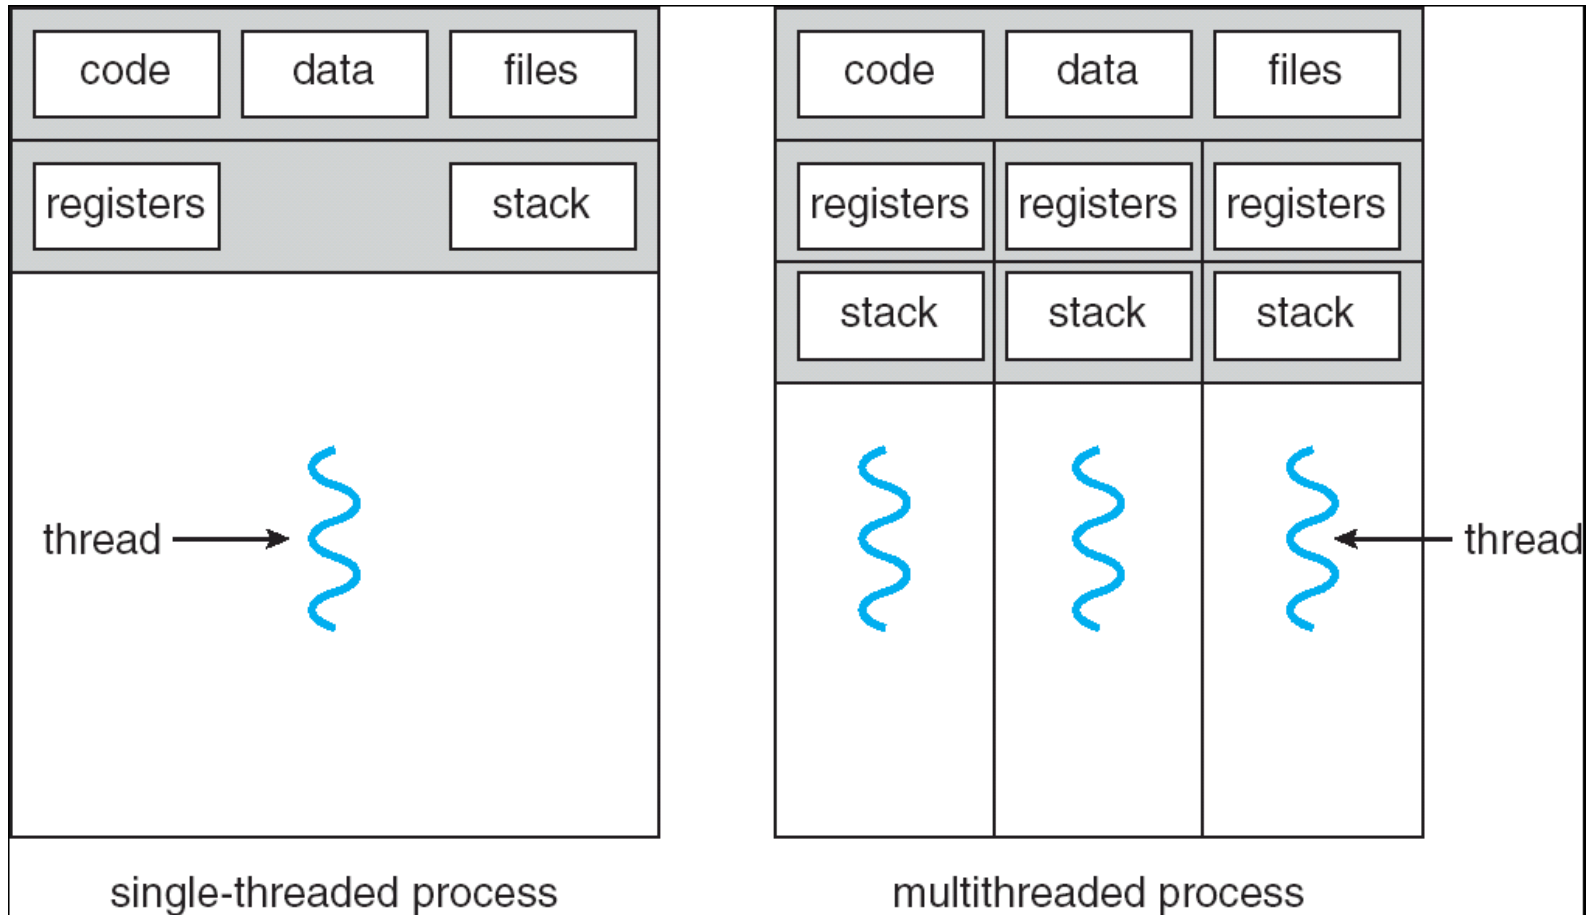 code data files
registers stack
thread
single-threaded process
code data files
registers registers registers
stack stack stack
thread
multithreaded process